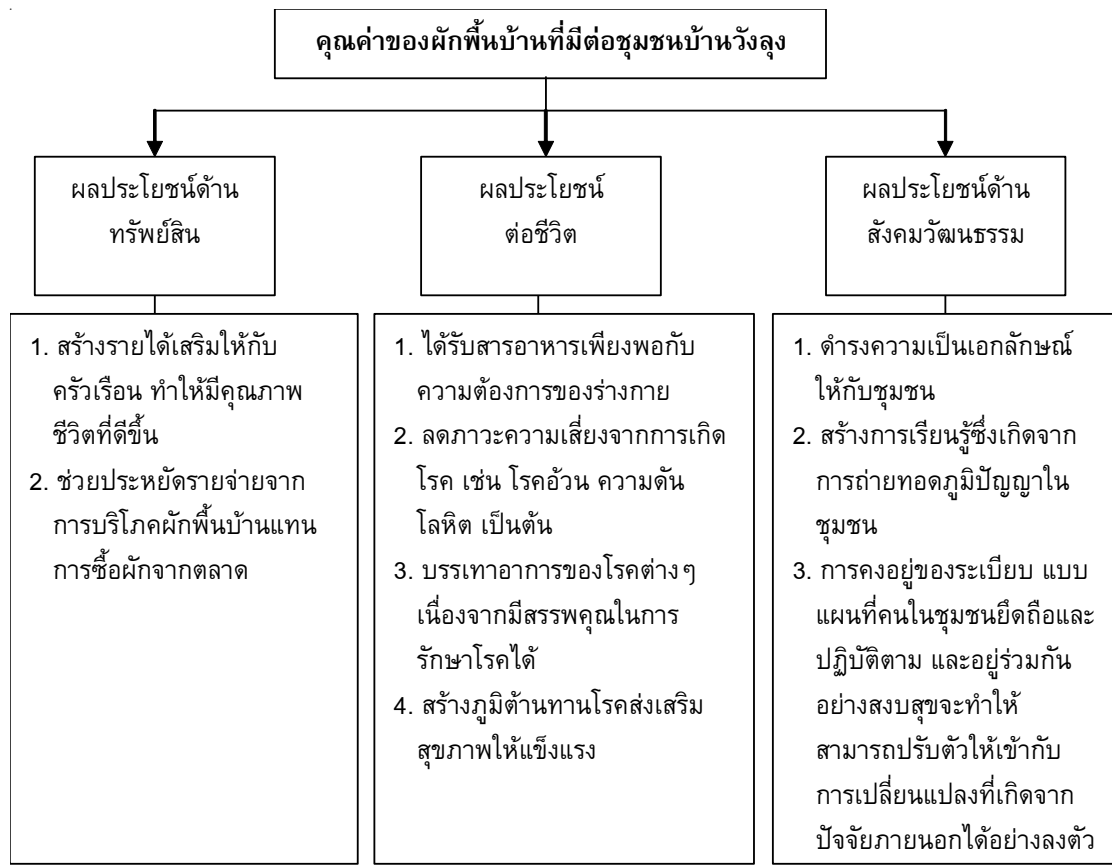 คุณค่าของผักพื้นบ้านที่มีต่อชุมชนบ้านวังลุง
ผลประโยชน์ด้าน
ทรัพย์สิน
1. สร้างรายได้เสริมให้กับ
ครัวเรือน ทำให้มีคุณภาพ
ชีวิตที่ดีขึ้น
2. ช่วยประหยัดรายจ่ายจาก
การบริโภคผักพื้นบ้านแทน
การซื้อผักจากตลาด
ผลประโยชน์
ต่อชีวิต
1. ได้รับสารอาหารเพียงพอกับ
ความต้องการของร่างกาย
2. ลดภาวะความเสี่ยงจากการเกิด
โรค เช่น โรคอ้วน ความดัน
โลหิต เป็นต้น
3. บรรเทาอาการของโรคต่างๆ
เนื่องจากมีสรรพคุณในการ
รักษาโรคได้
4. สร้างภูมิต้านทานโรคส่งเสริม
สุขภาพให้แข็งแรง
ผลประโยชน์ด้าน
สังคมวัฒนธรรม
1. ดำรงความเป็นเอกลักษณ์
ให้กับชุมชน
2. สร้างการเรียนรู้ซึ่งเกิดจาก
การถ่ายทอดภูมิปัญญาใน
ชุมชน
3. การคงอยู่ของระเบียบ แบบ
แผนที่คนในชุมชนยึดถือและ
ปฏิบัติตาม และอยู่ร่วมกัน
อย่างสงบสุขจะทำให้
สามารถปรับตัวให้เข้ากับ
การเปลี่ยนแปลงที่เกิดจาก
ปัจจัยภายนอกได้อย่างลงตัว